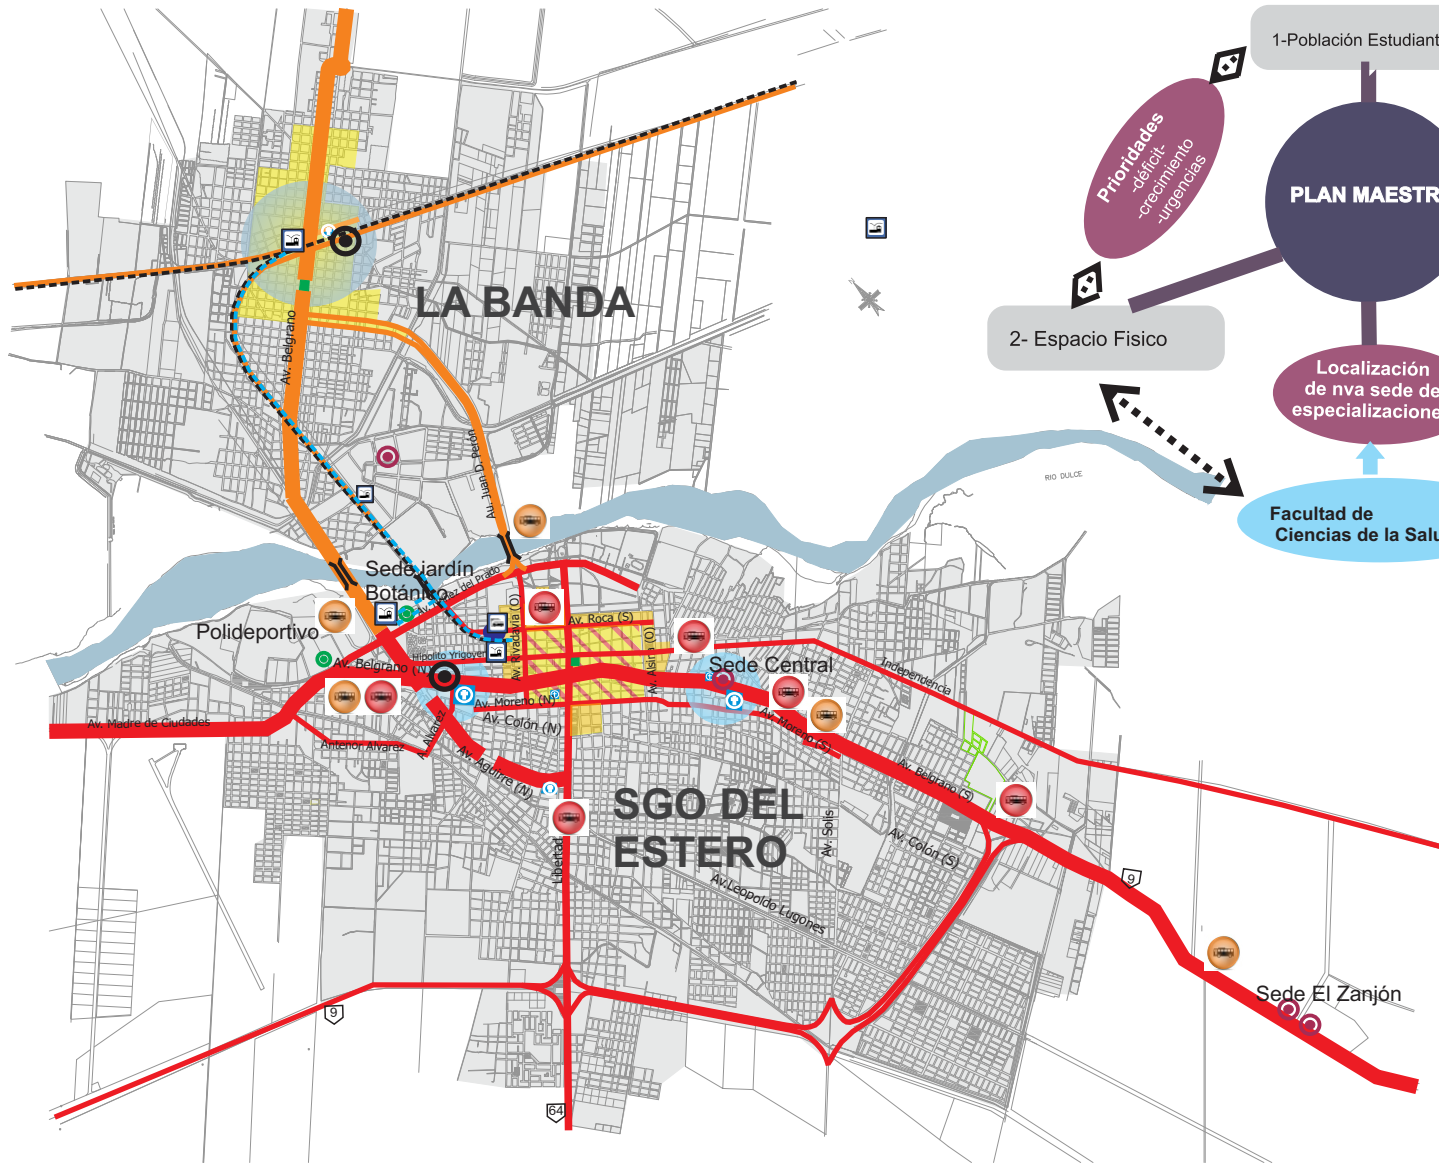 1-Población Estudiant
Prioridades
-déficit-
-crecimiento
-urgencias
PLAN MAESTR
2- Espacio Fisico
Localización
de nva sede de
especializacione
Facultad de
Ciencias de la Salu
LA BANDA
Av. Belgrano
Av. Juan D. Perón
RIO DULCE
Sede jardín
Botánico
Polideportivo
Av. Belgrano (N)
Hipolito Yrigoyen
Av. Rivadavia (O)
Av. Roca (S)
Av. Alsina (O)
Sede Central
Independencia
Av. Madre de Ciudades
Antenor Alvarez
A. Alvarez
Av. Moreno (N)
Av. Colón (N)
Av. Aguirre (N)
Av. Moreno (S)
Av. Belgrano (S)
SGO DEL
ESTERO
Libertad
Av. Solis
Av. Colón (S)
Av.Leopoldo Lugones
9
Sede El Zanjón
9
64